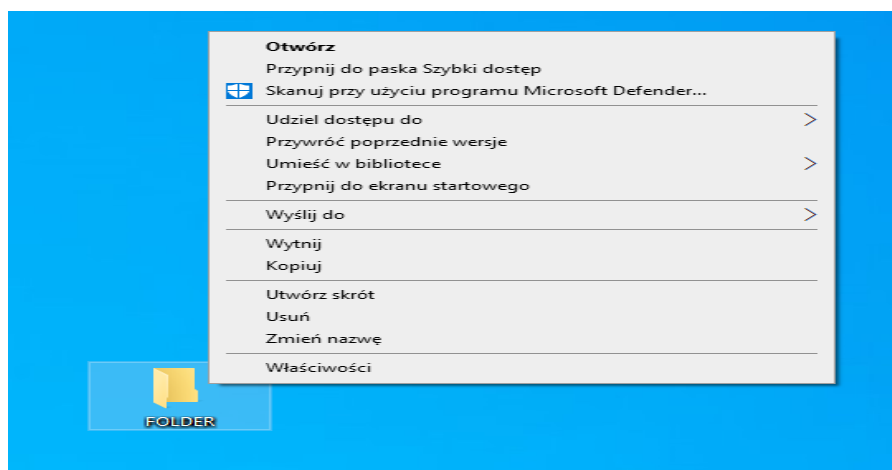 Otwórz
Przypnij do paska Szybki dostęp
Skanuj przy użyciu programu Microsoft Defender...
Udziel dostępu do
Przywróć poprzednie wersje
Umieść w bibliotece
Przypnij do ekranu startowego
Wyślij do
Wytnij
Kopiuj
Utwórz skrót
Usuń
Zmień nazwę
Właściwości
FOLDER